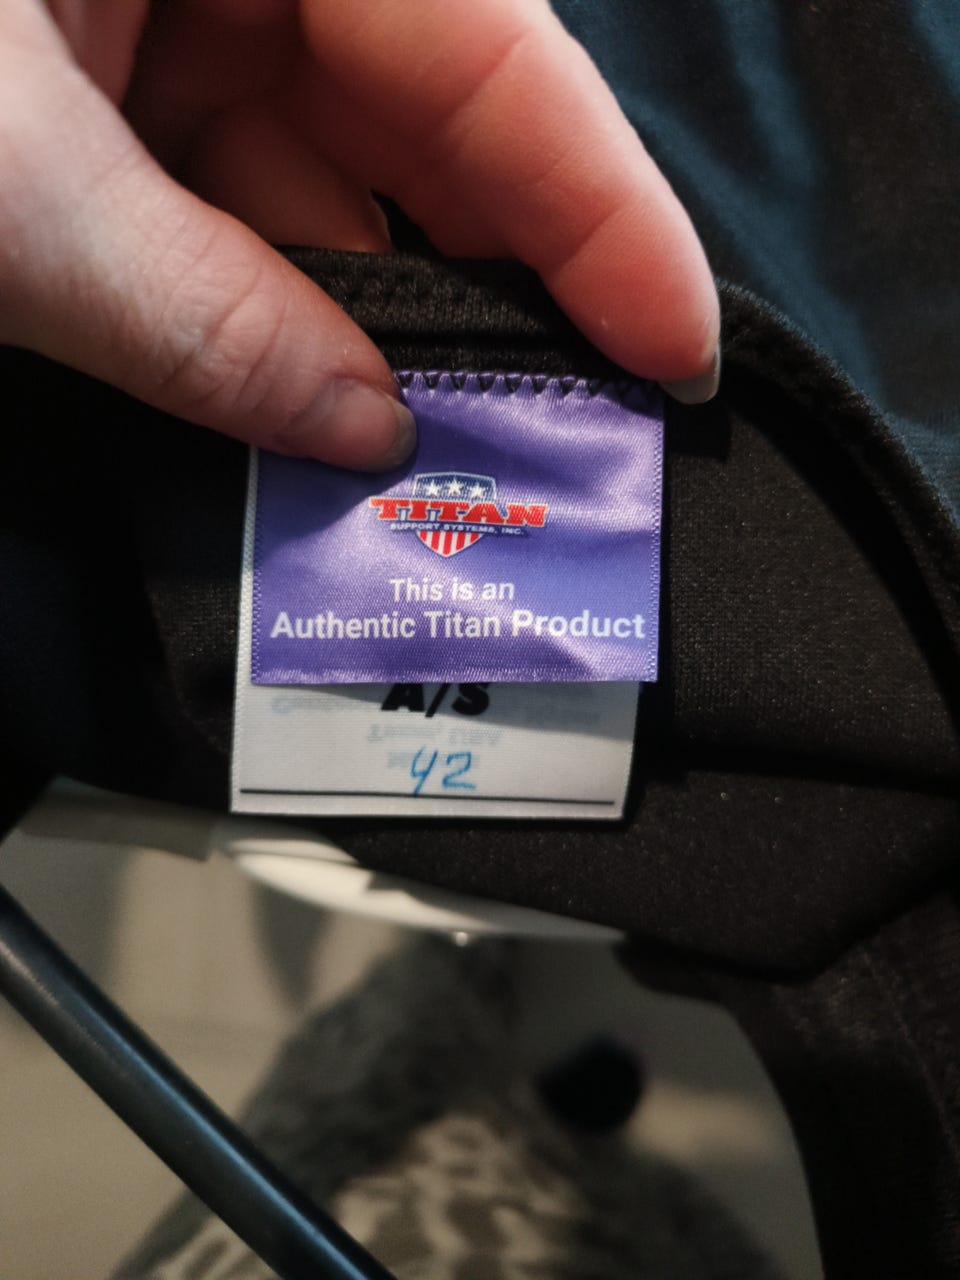 TITAN
SUPPORT SYSTEMS, INC.
This is an
Authentic Titan Product
A/S
42